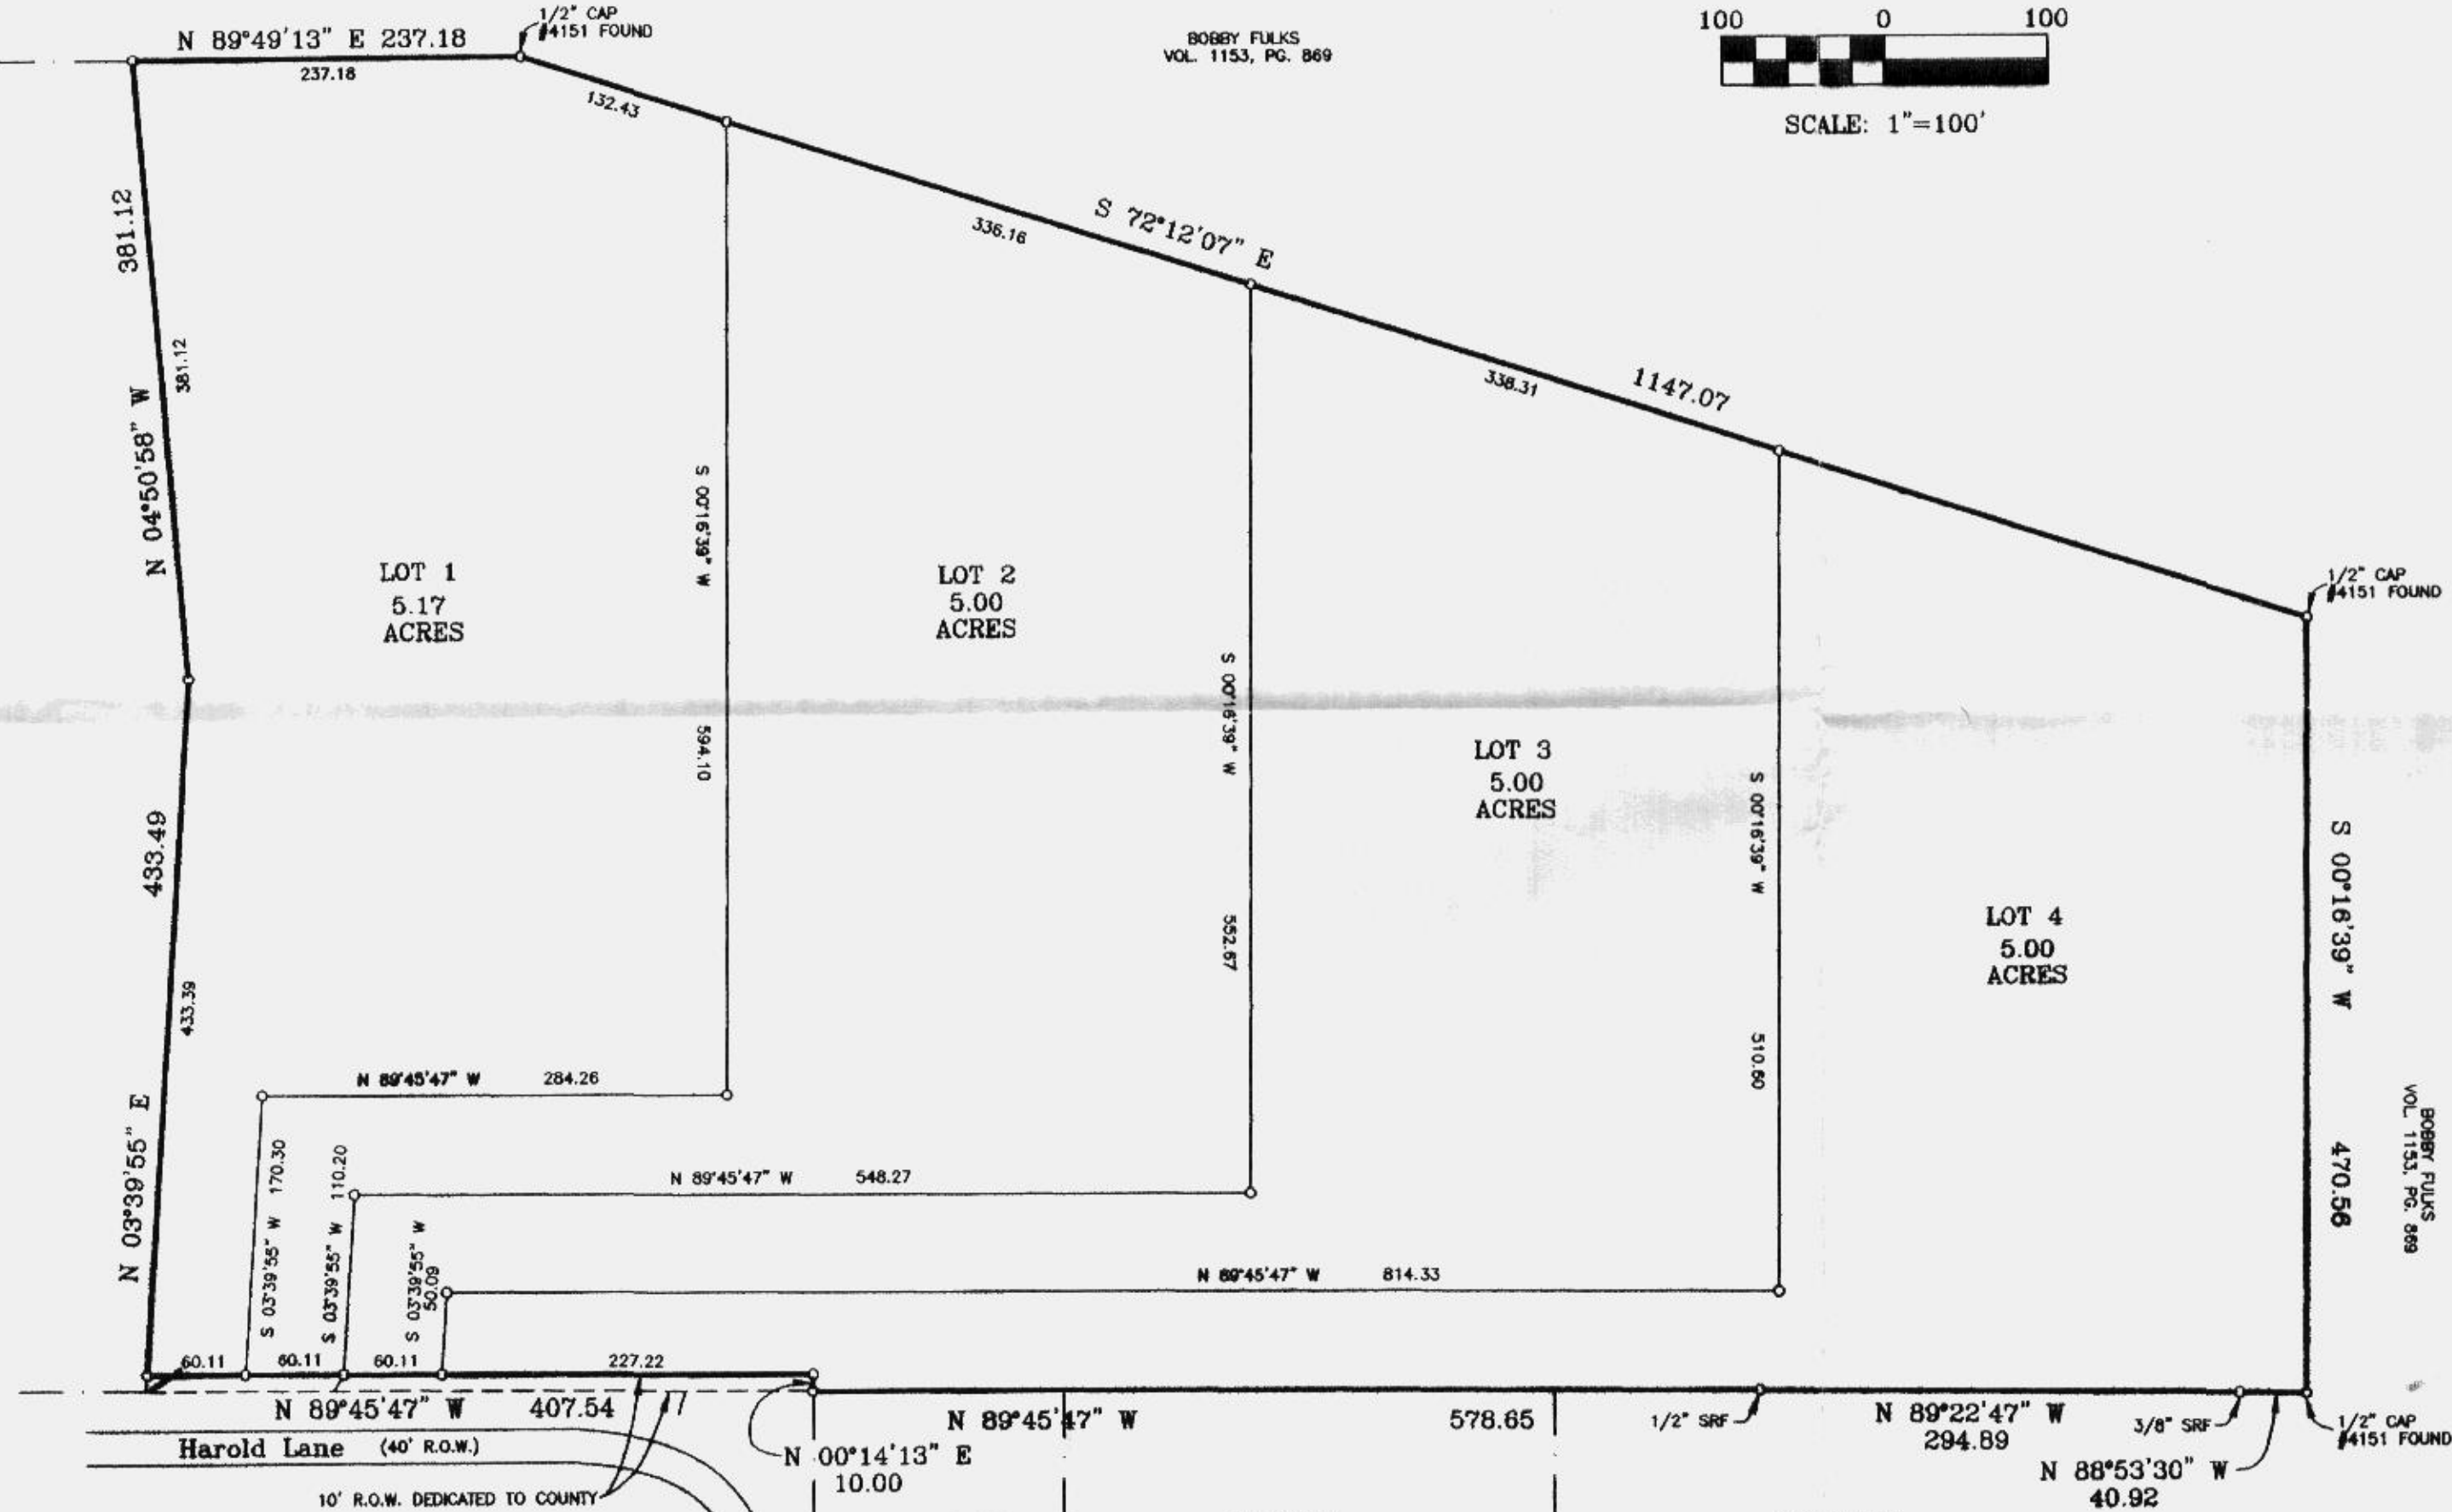 1/2" CAP
#4151 FOUND
N 89°49'13" E 237.18
237.18
BOBBY FULKS
VOL. 1153, PG. 869
100 0 100
SCALE: 1"=100'
132.43
381.12
381.12
N 04°50'58" W
336.16
S 72°12'07" E
338.31
1147.07
S 00°16'39" W
594.10
LOT 1
5.17
ACRES
LOT 2
5.00
ACRES
S 00°16'39" W
552.67
LOT 3
5.00
ACRES
S 00°16'39" W
510.60
LOT 4
5.00
ACRES
1/2" CAP
#4151 FOUND
S 00°16'39" W
470.56
BOBBY FULKS
VOL. 1153, PG. 869
433.49
433.39
N 03°39'55" E
N 89°45'47" W 284.26
S 03°39'55" W 170.30
S 03°39'55" W 110.20
S 03°39'55" W
50.09
N 89°45'47" W 548.27
N 89°45'47" W 814.33
60.11
60.11
60.11
227.22
N 89°45'47" W 407.54
Harold Lane (40' R.O.W.)
10' R.O.W. DEDICATED TO COUNTY
N 00°14'13" E
10.00
N 89°45'47" W 578.65
1/2" SRF
N 89°22'47" W
294.89
3/8" SRF
1/2" CAP
#4151 FOUND
N 88°53'30" W
40.92